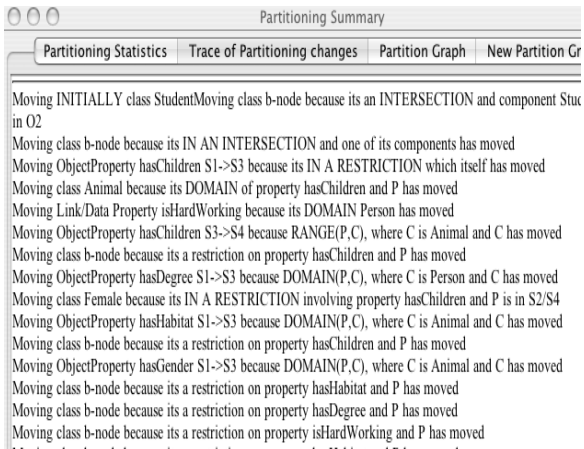 Partitioning Summary
Partitioning Statistics Trace of Partitioning changes Partition Graph New Partition Gr
Moving INITIALLY class StudentMoving class b-node because its an INTERSECTION and component Stud
in O2
Moving class b-node because its IN AN INTERSECTION and one of its components has moved
Moving ObjectProperty hasChildren S1->S3 because its IN A RESTRICTION which itself has moved
Moving class Animal because its DOMAIN of property hasChildren and P has moved
Moving Link/Data Property isHardWorking because its DOMAIN Person has moved
Moving ObjectProperty hasChildren S3->S4 because RANGE(P,C), where C is Animal and C has moved
Moving class b-node because its a restriction on property hasChildren and P has moved
Moving ObjectProperty hasDegree S1->S3 because DOMAIN(P,C), where C is Person and C has moved
Moving class Female because its IN A RESTRICTION involving property hasChildren and P is in S2/S4
Moving ObjectProperty hasHabitat S1->S3 because DOMAIN(P,C), where C is Animal and C has moved
Moving class b-node because its a restriction on property hasChildren and P has moved
Moving ObjectProperty hasGender S1->S3 because DOMAIN(P,C), where C is Animal and C has moved
Moving class b-node because its a restriction on property hasHabitat and P has moved
Moving class b-node because its a restriction on property hasDegree and P has moved
Moving class b-node because its a restriction on property isHardWorking and P has moved